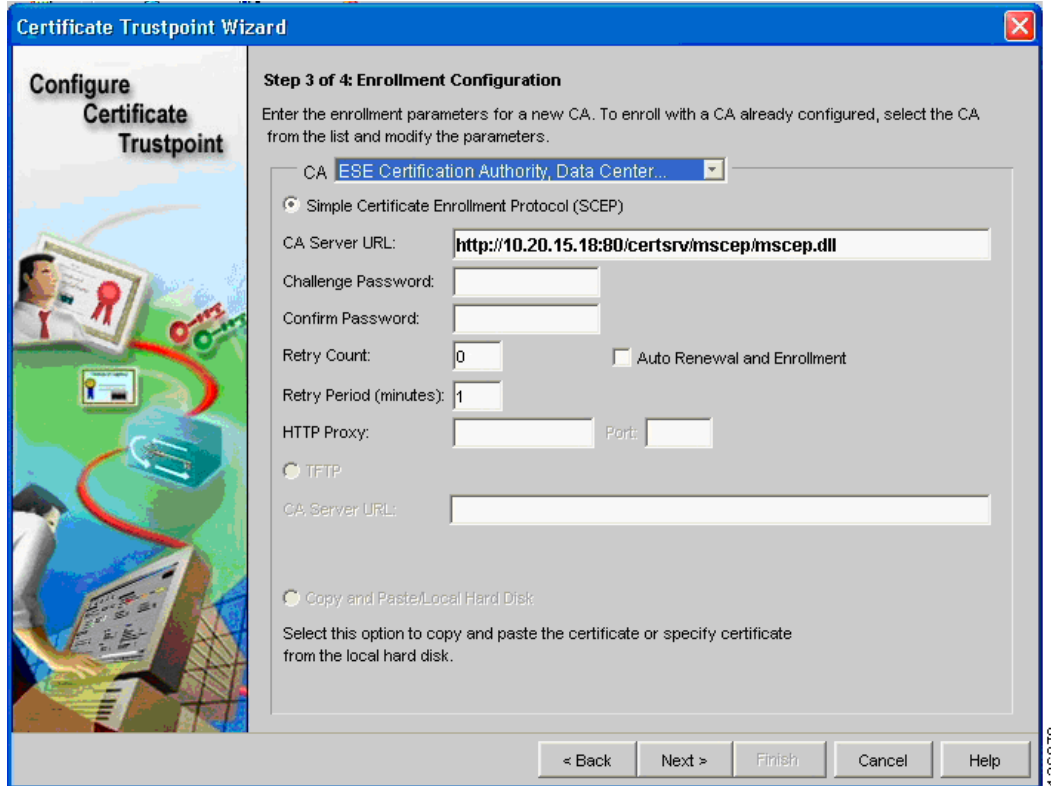 Certificate Trustpoint Wizard
Configure
Certificate
Trustpoint
Step 3 of 4: Enrollment Configuration
Enter the enrollment parameters for a new CA. To enroll with a CA already configured, select the CA
from the list and modify the parameters.
CA ESE Certification Authority, Data Center...
Simple Certificate Enrollment Protocol (SCEP)
CA Server URL: http://10.20.15.18:80/certsrv/mscep/mscep.dll
Challenge Password:
Confirm Password:
Retry Count: 0 Auto Renewal and Enrollment
Retry Period (minutes): 1
HTTP Proxy: Port:
TFTP
CA Server URL:
Copy and Paste/Local Hard Disk
Select this option to copy and paste the certificate or specify certificate
from the local hard disk.
< Back Next > Finish Cancel Help